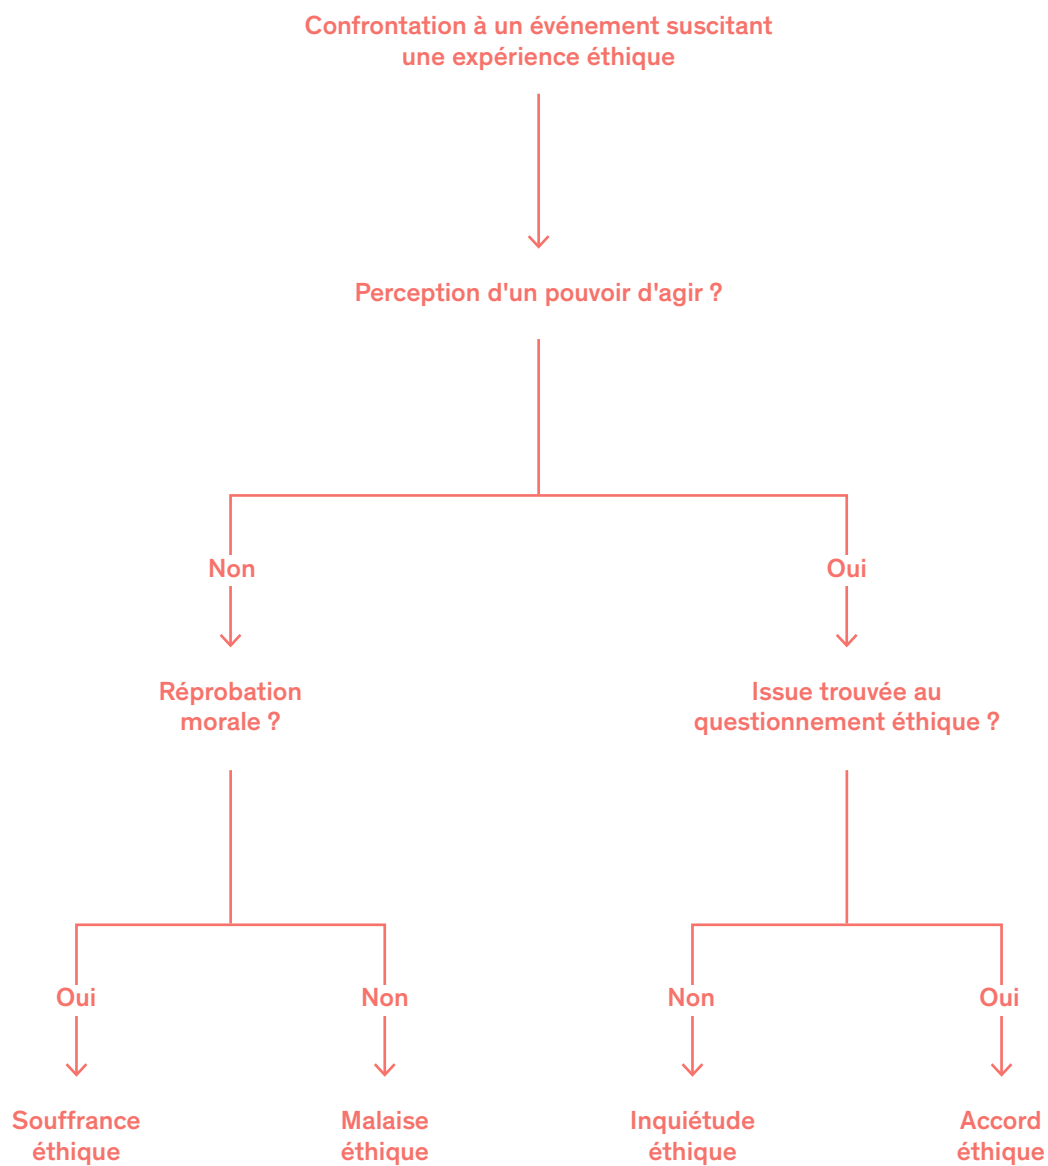 Confrontation à un événement suscitant
une expérience éthique
Perception d'un pouvoir d'agir ?
Non
Oui
Réprobation
morale ?
Issue trouvée au
questionnement éthique ?
Oui
Non
Non
Oui
Souffrance
éthique
Malaise
éthique
Inquiétude
éthique
Accord
éthique